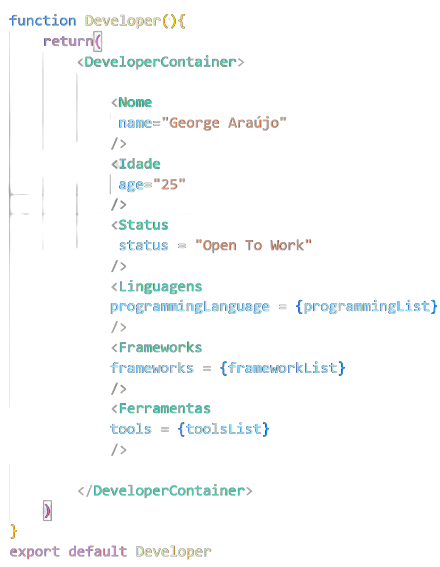 function Developer(){
return(
<DeveloperContainer>
<Nome
name="George Araújo"
/>
<Idade
age="25"
/>
<Status
status = "Open To Work"
/>
<Linguagens
programmingLanguage = {programmingList}
/>
<Frameworks
frameworks = {frameworkList}
/>
<Ferramentas
tools = {toolsList}
/>
</DeveloperContainer>
)
}
export default Developer